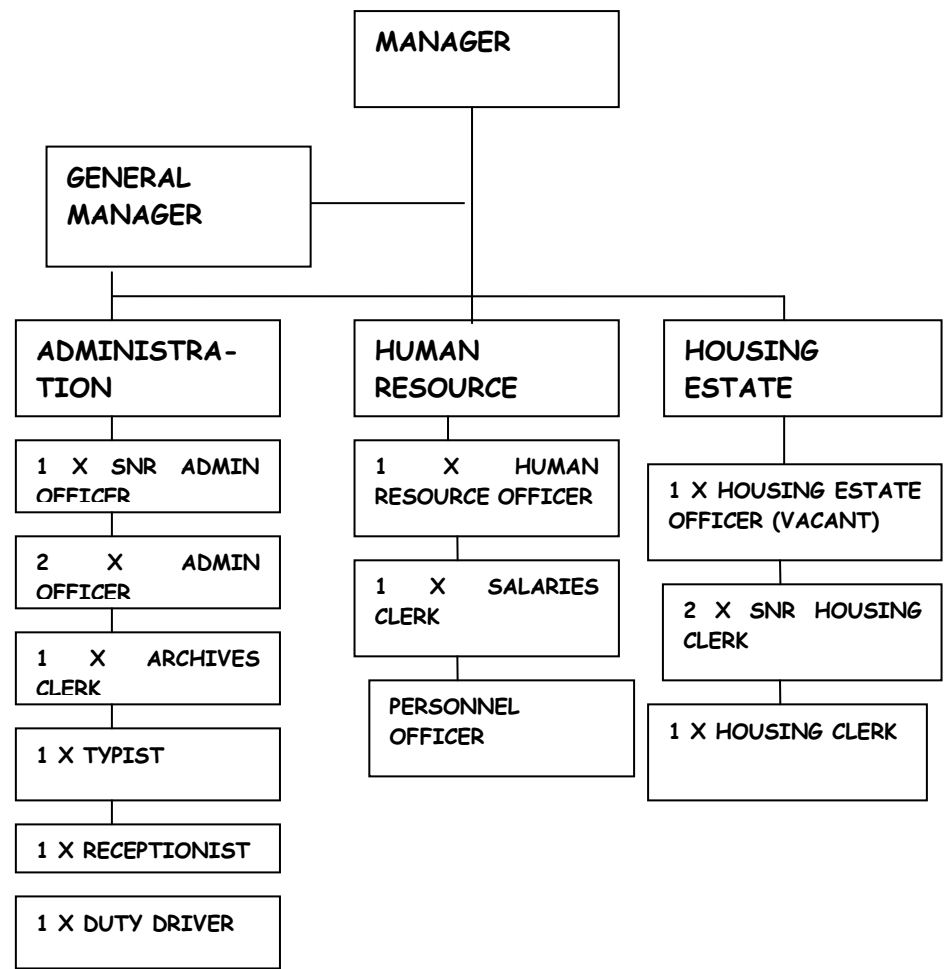 MANAGER
GENERAL
MANAGER
ADMINISTRA-
TION
1 X SNR ADMIN
OFFICER
2 X ADMIN
OFFICER
1 X ARCHIVES
CLERK
1 X TYPIST
1 X RECEPTIONIST
1 X DUTY DRIVER
HUMAN
RESOURCE
1 X HUMAN
RESOURCE OFFICER
1 X SALARIES
CLERK
PERSONNEL
OFFICER
HOUSING
ESTATE
1 X HOUSING ESTATE
OFFICER (VACANT)
2 X SNR HOUSING
CLERK
1 X HOUSING CLERK